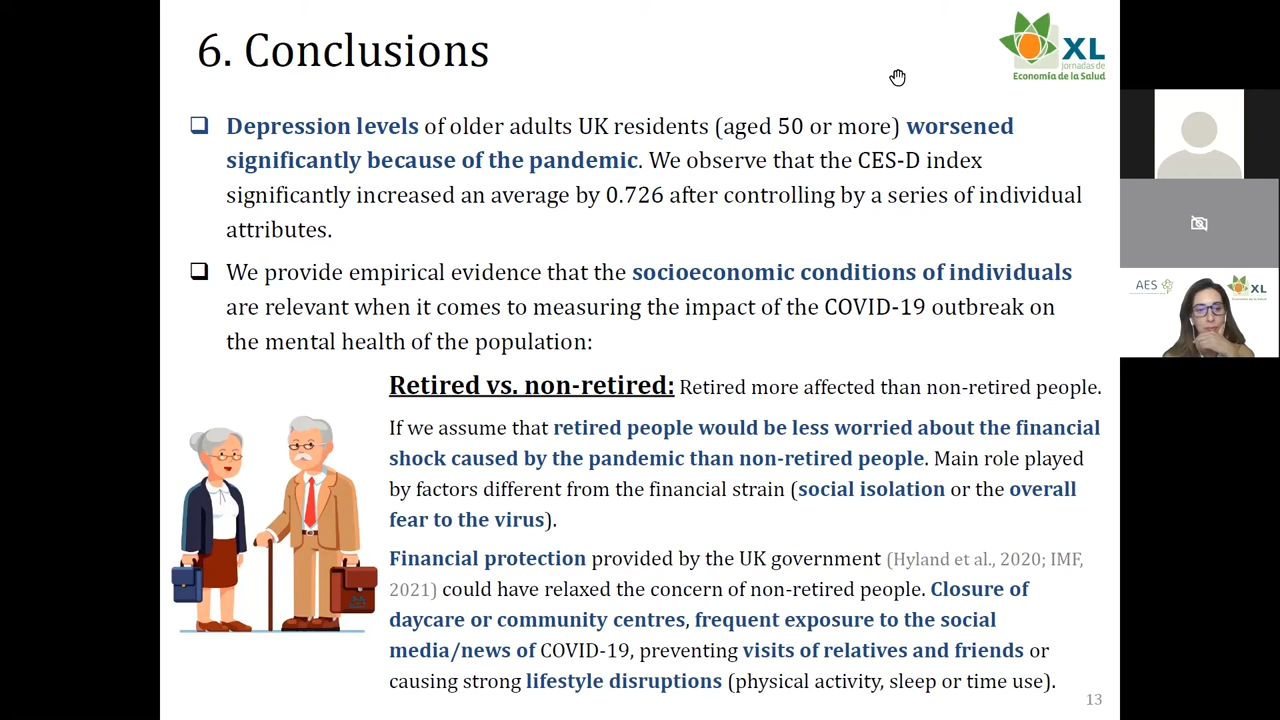 6. Conclusions
XL
Jornadas de
Economía de la Salud
Depression levels of older adults UK residents (aged 50 or more) worsened
significantly because of the pandemic. We observe that the CES-D index
significantly increased an average by 0.726 after controlling by a series of individual
attributes.
We provide empirical evidence that the socioeconomic conditions of individuals
are relevant when it comes to measuring the impact of the COVID-19 outbreak on
the mental health of the population:
Retired vs. non-retired: Retired more affected than non-retired people.
If we assume that retired people would be less worried about the financial
shock caused by the pandemic than non-retired people. Main role played
by factors different from the financial strain (social isolation or the overall
fear to the virus).
Financial protection provided by the UK government (Hyland et al., 2020; IMF,
2021) could have relaxed the concern of non-retired people. Closure of
daycare or community centres, frequent exposure to the social
media/news of COVID-19, preventing visits of relatives and friends or
causing strong lifestyle disruptions (physical activity, sleep or time use).
13
AES
XL